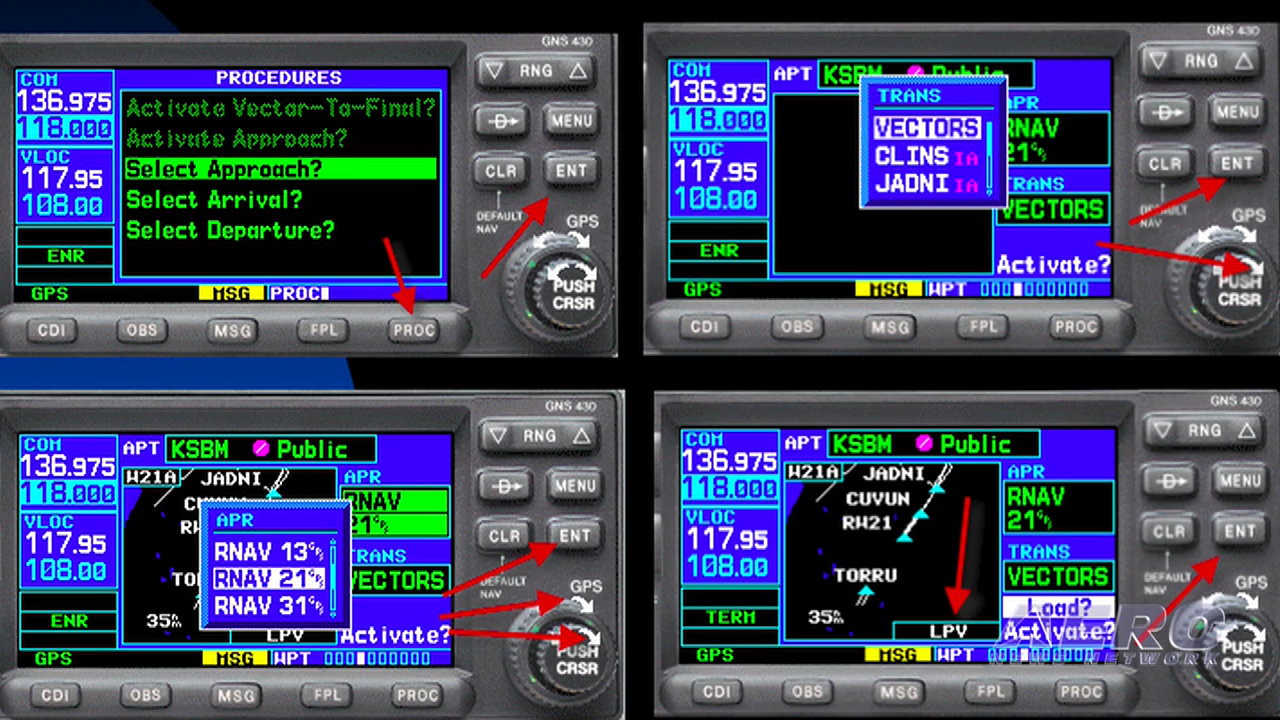 GNS 430
COM
136.975
118.000
VLOC
117.95
108.00
ENR
GPS
PROCEDURES
Activate Vector-To-Final?
Activate Approach?
Select Approach?
Select Arrival?
Select Departure?
MSG PROC
RNG
MENU
CLR ENT
DEFAULT
NAV
GPS
PUSH
CRSR
CDI OBS MSG FPL PROC
GNS 430
COM
136.975
118.000
VLOC
117.95
108.00
ENR
GPS
APT KSBM Public
TRANS
VECTORS
CLINS IA
JADNI IA
APR
RNAV
21
TRANS
VECTORS
Activate?
MSG WPT
RNG
MENU
CLR ENT
DEFAULT
NAV
GPS
PUSH
CRSR
CDI OBS MSG FPL PROC
GNS 430
COM
136.975
118.000
VLOC
117.95
108.00
ENR
GPS
APT KSBM Public
W21A JADNI
APR
RNAV 13
RNAV 21
RNAV 31
35
LPV
APR
RNAV
21
TRANS
VECTORS
Activate?
MSG WPT
RNG
MENU
CLR ENT
DEFAULT
NAV
GPS
PUSH
CRSR
CDI OBS MSG FPL PROC
GNS 430
COM
136.975
118.000
VLOC
117.95
108.00
TERM
GPS
APT KSBM Public
W21A JADNI
CUVUN
RW21
TORRU
35
LPV
APR
RNAV
21
TRANS
VECTORS
Load?
Activate?
MSG WPT
RNG
MENU
CLR ENT
DEFAULT
NAV
GPS
PUSH
CRSR
CDI OBS MSG FPL PROC
AERO
NEWS NETWORK